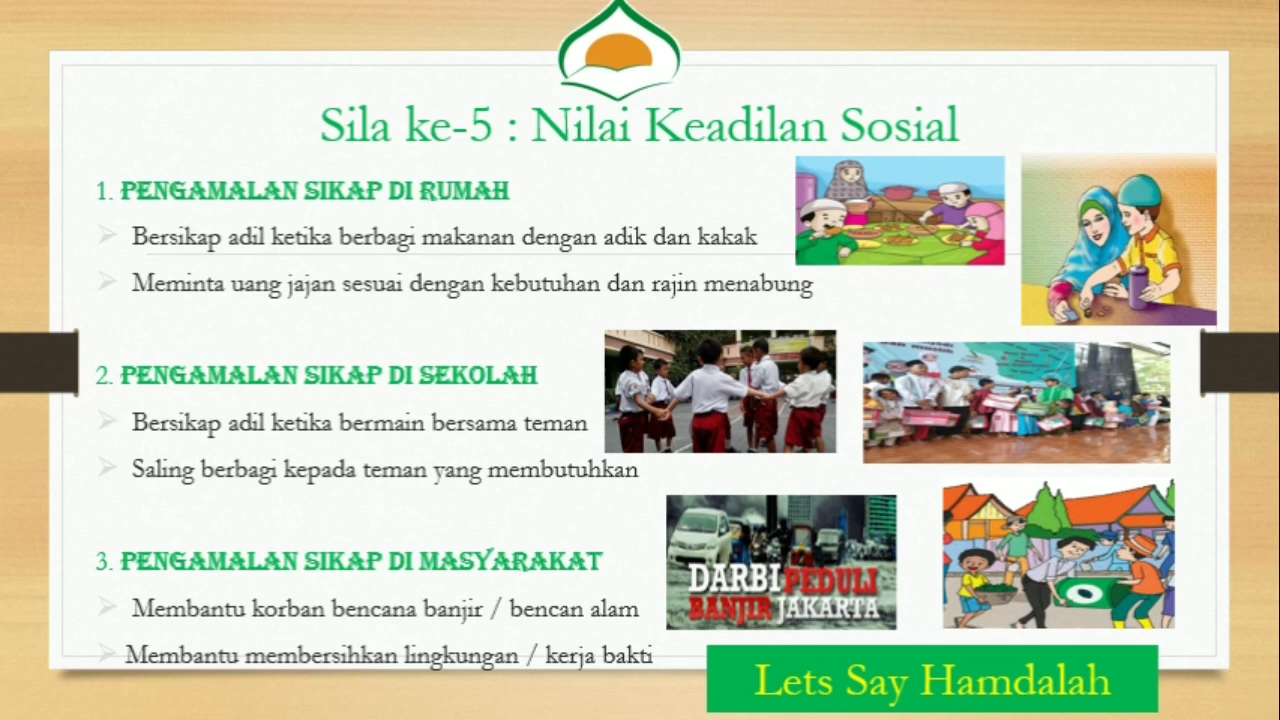 Sila ke-5 : Nilai Keadilan Sosial
1. PENGAMALAN SIKAP DI RUMAH
Bersikap adil ketika berbagi makanan dengan adik dan kakak
Meminta uang jajan sesuai dengan kebutuhan dan rajin menabung
2. PENGAMALAN SIKAP DI SEKOLAH
Bersikap adil ketika bermain bersama teman
Saling berbagi kepada teman yang membutuhkan
3. PENGAMALAN SIKAP DI MASYARAKAT
Membantu korban bencana banjir / bencan alam
Membantu membersihkan lingkungan / kerja bakti
DARBI PEDULI
BANJIR JAKARTA
Lets Say Hamdalah